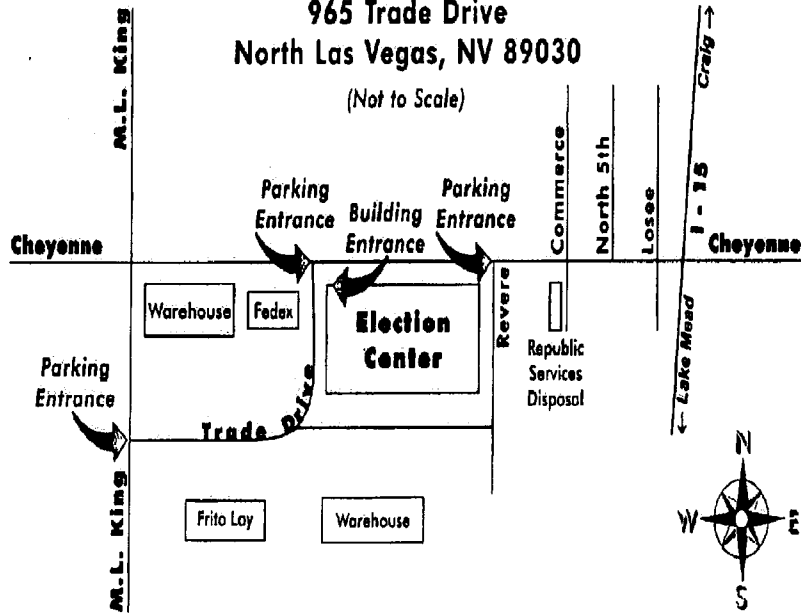 965 Trade Drive
North Las Vegas, NV 89030
(Not to Scale)
M.L. King
Craig →
Parking
Entrance
Building
Entrance
Parking
Entrance
Commerce
North 5th
Losee
I - 15
Cheyenne
Cheyenne
Warehouse
Fedex
Election
Center
Revere
Republic
Services
Disposal
← Lake Mead
Parking
Entrance
Trade Drive
M.L. King
Frito Lay
Warehouse
N
W
E
S